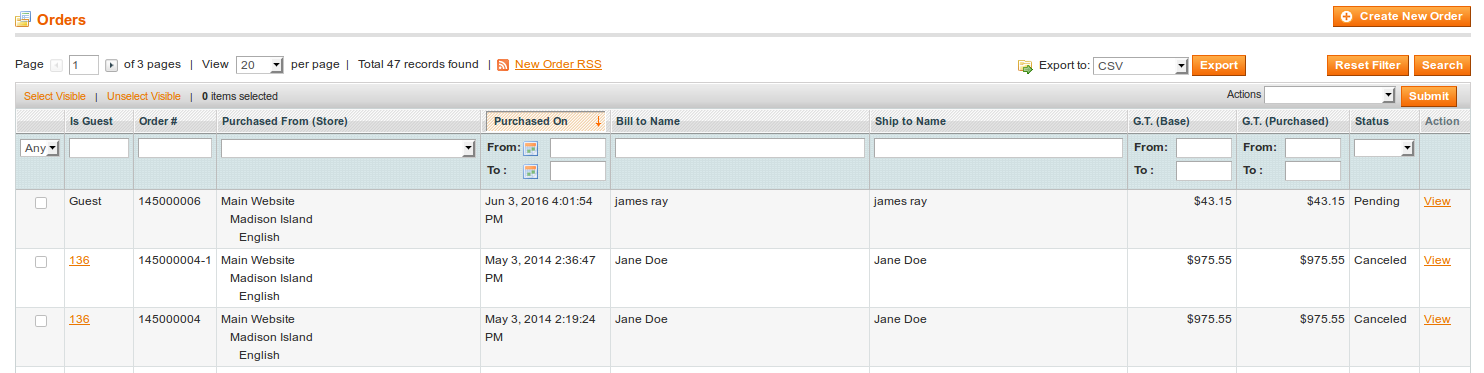 Orders
Create New Order
Page 1 of 3 pages | View 20 per page | Total 47 records found | New Order RSS
Export to: CSV Export
Reset Filter Search
Select Visible | Unselect Visible | 0 items selected
Actions Submit
Is Guest Order # Purchased From (Store) Purchased On Bill to Name Ship to Name G.T. (Base) G.T. (Purchased) Status Action
Any From: From: From:
To : To : To :
Guest 145000006 Main Website Jun 3, 2016 4:01:54 james ray james ray $43.15 $43.15 Pending View
Madison Island PM
English
136 145000004-1 Main Website May 3, 2014 2:36:47 Jane Doe Jane Doe $975.55 $975.55 Canceled View
Madison Island PM
English
136 145000004 Main Website May 3, 2014 2:19:24 Jane Doe Jane Doe $975.55 $975.55 Canceled View
Madison Island PM
English